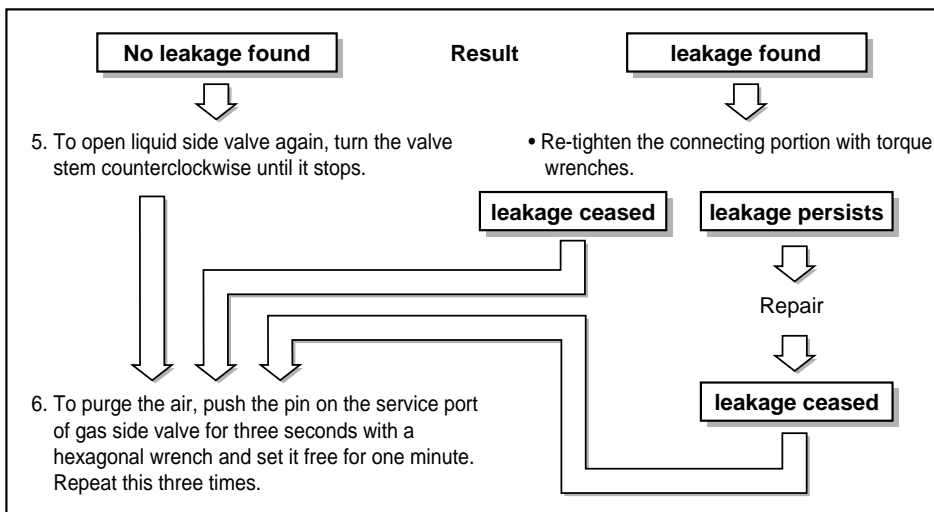 No leakage found
Result
leakage found
5. To open liquid side valve again, turn the valve
stem counterclockwise until it stops.
• Re-tighten the connecting portion with torque
wrenches.
leakage ceased
leakage persists
Repair
leakage ceased
6. To purge the air, push the pin on the service port
of gas side valve for three seconds with a
hexagonal wrench and set it free for one minute.
Repeat this three times.